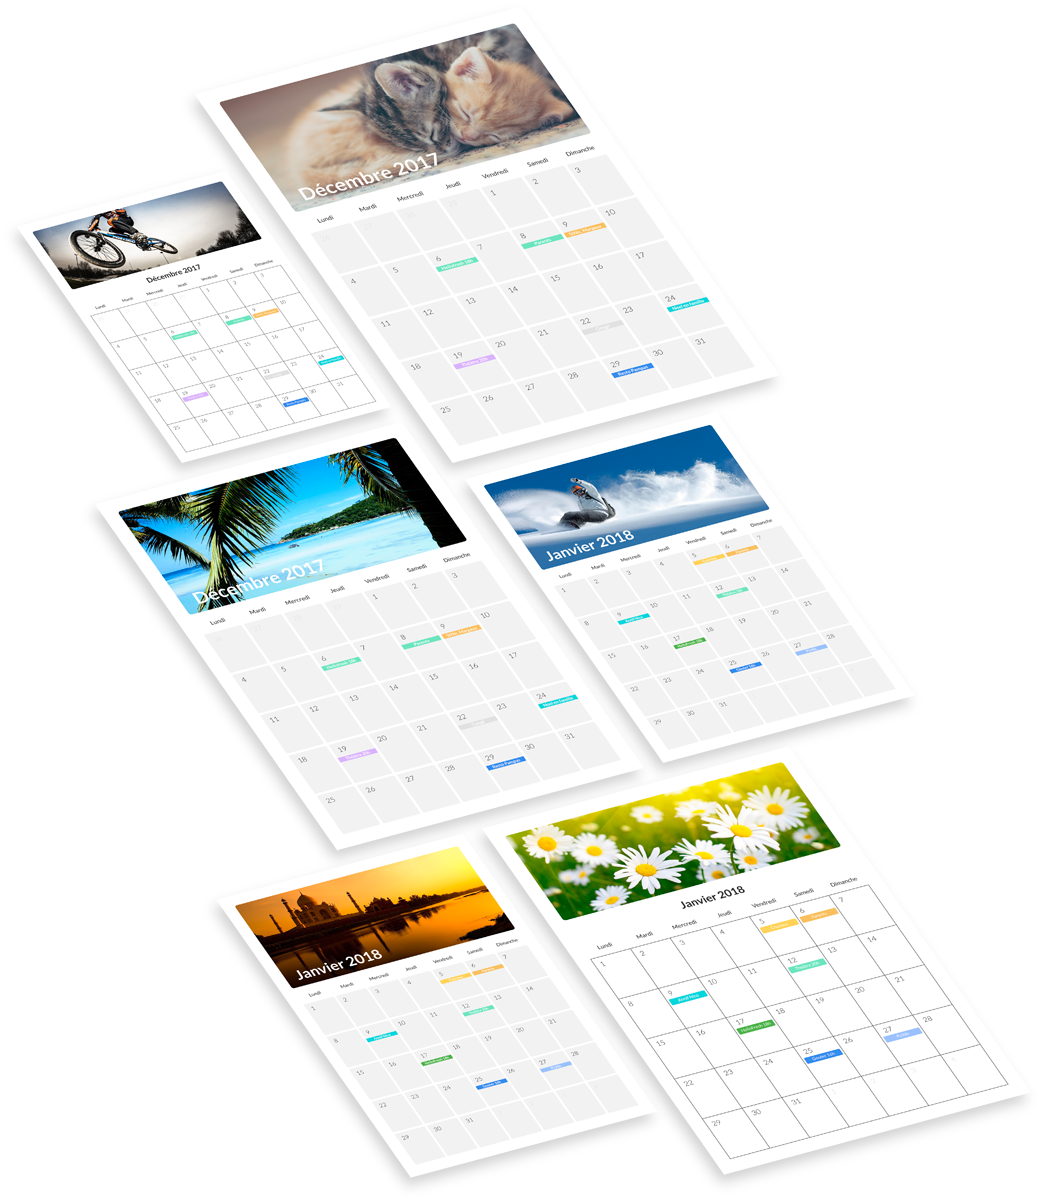 Décembre 2017
Lundi Mardi Mercredi Jeudi Vendredi Samedi Dimanche
1 2 3
4 5 6 7 8 9 10
11 12 13 14 15 16 17
18 19 20 21 22 23 24
25 26 27 28 29 30 31
Resto Parquin
Décembre 2017
Lundi Mardi Mercredi Jeudi Vendredi Samedi Dimanche
1 2 3
4 5 6 7 8 9 10
11 12 13 14 15 16 17
18 19 20 21 22 23 24
25 26 27 28 29 30 31
Décembre 2017
Lundi Mardi Mercredi Jeudi Vendredi Samedi Dimanche
1 2 3
4 5 6 7 8 9 10
11 12 13 14 15 16 17
18 19 20 21 22 23 24
Noël en famille
25 26 27 28 29 30 31
Janvier 2018
Lundi Mardi Mercredi Jeudi Vendredi Samedi Dimanche
1 2 3 4 5 6 7
8 9 10 11 12 13 14
15 16 17 18 19 20 21
22 23 24 25 26 27 28
29 30 31
Janvier 2018
Lundi Mardi Mercredi Jeudi Vendredi Samedi Dimanche
1 2 3 4 5 6 7
8 9 10 11 12 13 14
15 16 17 18 19 20 21
22 23 24 25 26 27 28
29 30 31
Janvier 2018
Lundi Mardi Mercredi Jeudi Vendredi Samedi Dimanche
1 2 3 4 5 6 7
8 9 10 11 12 13 14
15 16 17 18 19 20 21
22 23 24 25 26 27 28
29 30 31